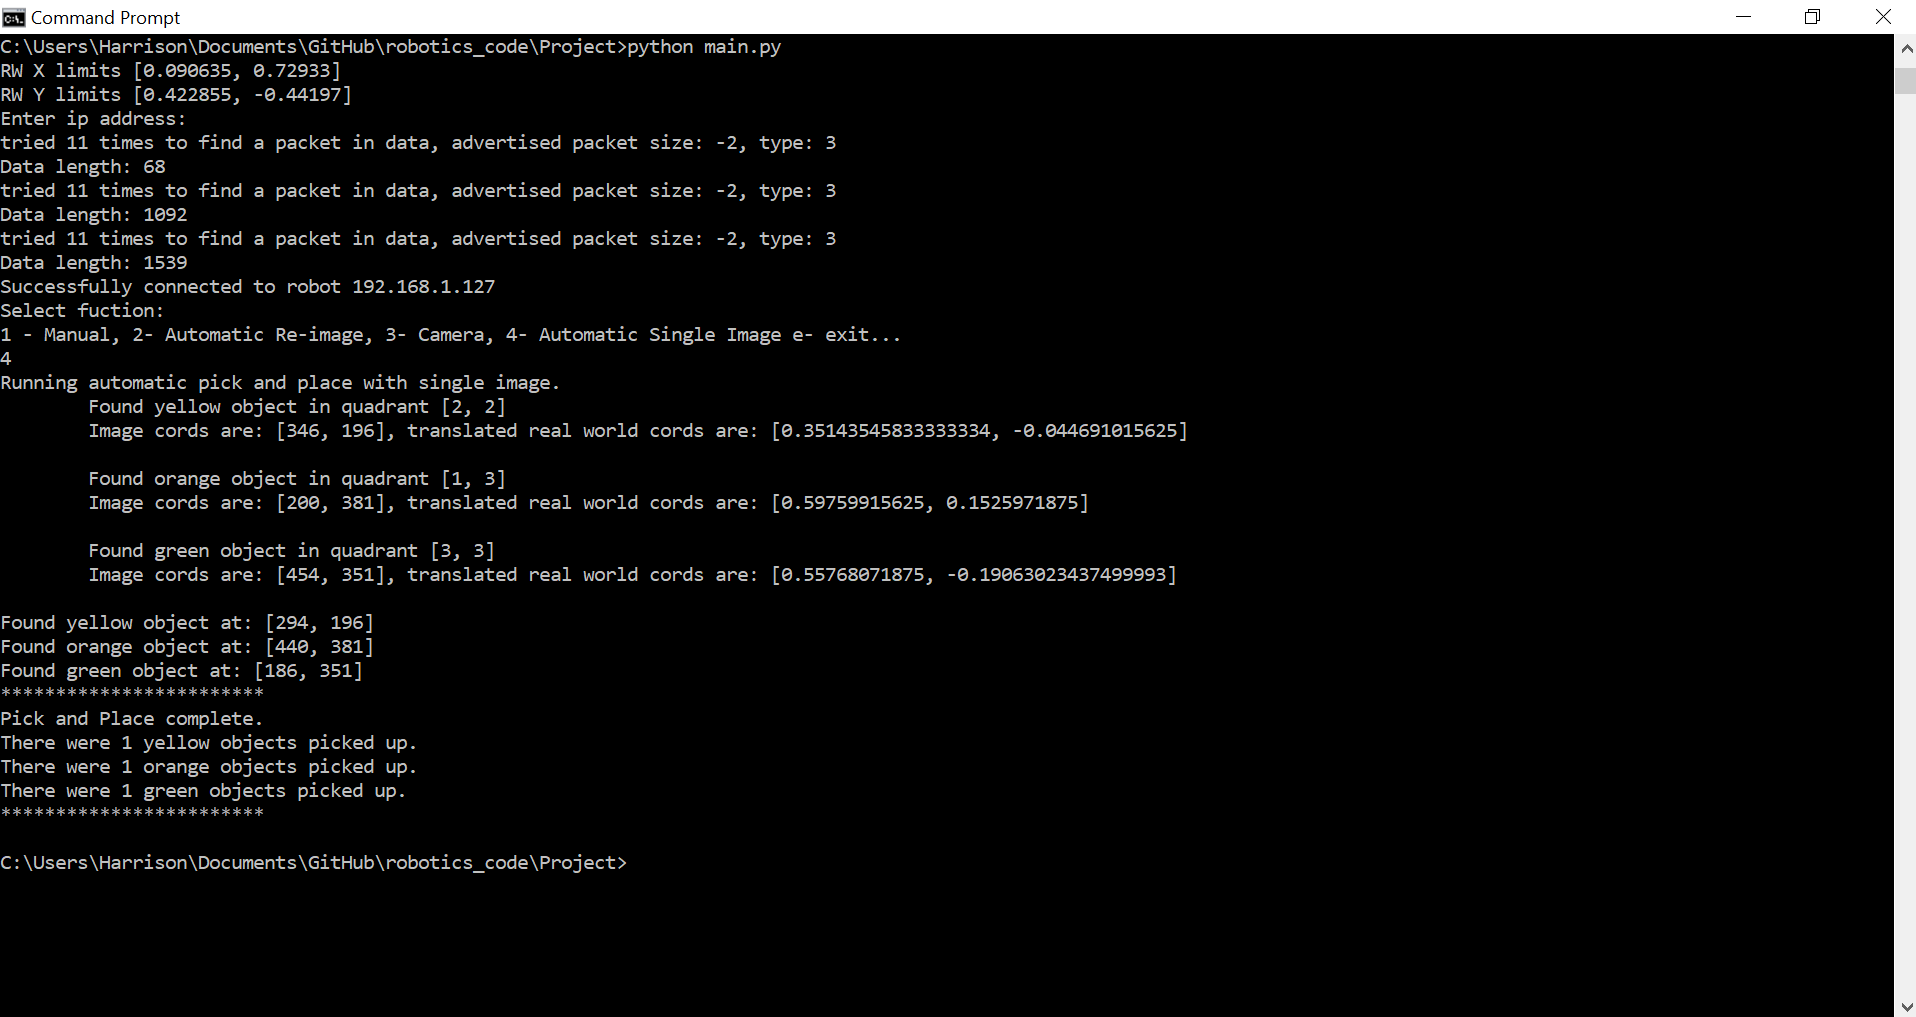 Command Prompt
C:\Users\Harrison\Documents\GitHub\robotics_code\Project>python main.py
RW X limits [0.090635, 0.72933]
RW Y limits [0.422855, -0.44197]
Enter ip address:
tried 11 times to find a packet in data, advertised packet size: -2, type: 3
Data length: 68
tried 11 times to find a packet in data, advertised packet size: -2, type: 3
Data length: 1092
tried 11 times to find a packet in data, advertised packet size: -2, type: 3
Data length: 1539
Successfully connected to robot 192.168.1.127
Select fuction:
1 - Manual, 2- Automatic Re-image, 3- Camera, 4- Automatic Single Image e- exit...
4
Running automatic pick and place with single image.
Found yellow object in quadrant [2, 2]
Image cords are: [346, 196], translated real world cords are: [0.35143545833333334, -0.044691015625]
Found orange object in quadrant [1, 3]
Image cords are: [200, 381], translated real world cords are: [0.59759915625, 0.1525971875]
Found green object in quadrant [3, 3]
Image cords are: [454, 351], translated real world cords are: [0.55768071875, -0.19063023437499993]
Found yellow object at: [294, 196]
Found orange object at: [440, 381]
Found green object at: [186, 351]
************************
Pick and Place complete.
There were 1 yellow objects picked up.
There were 1 orange objects picked up.
There were 1 green objects picked up.
************************
C:\Users\Harrison\Documents\GitHub\robotics_code\Project>